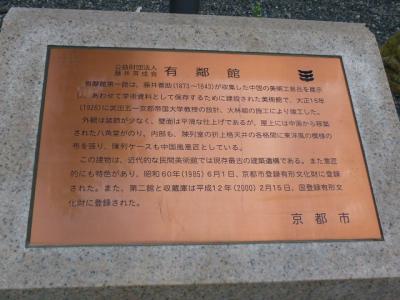 公益財団法人
藤井斉成会
有鄰館
有鄰館第一館は、藤井善助(1873～1943)が収集した中国の美術工芸品を展示
し、あわせて学術資料として保存するために建設された美術館で、大正15年
(1926)に武田五一京都帝国大学教授の設計、大林組の施工により竣工した。
外観は装飾が少なく、壁面は平滑な仕上げであるが、屋上には中国から移築
された八角堂がのり、内部も、陳列室の折上格天井の各格間に東洋風の模様の
布を張り、陳列ケースも中国風意匠としている。
この建物は、近代的な民間美術館では現存最古の建築遺構である。また意匠
的にも特色があり、昭和60年(1985)6月1日、京都市登録有形文化財に登録
された。また、第二館と収蔵庫は平成12年(2000)2月15日、国登録有形文
化財に登録された。
京都市